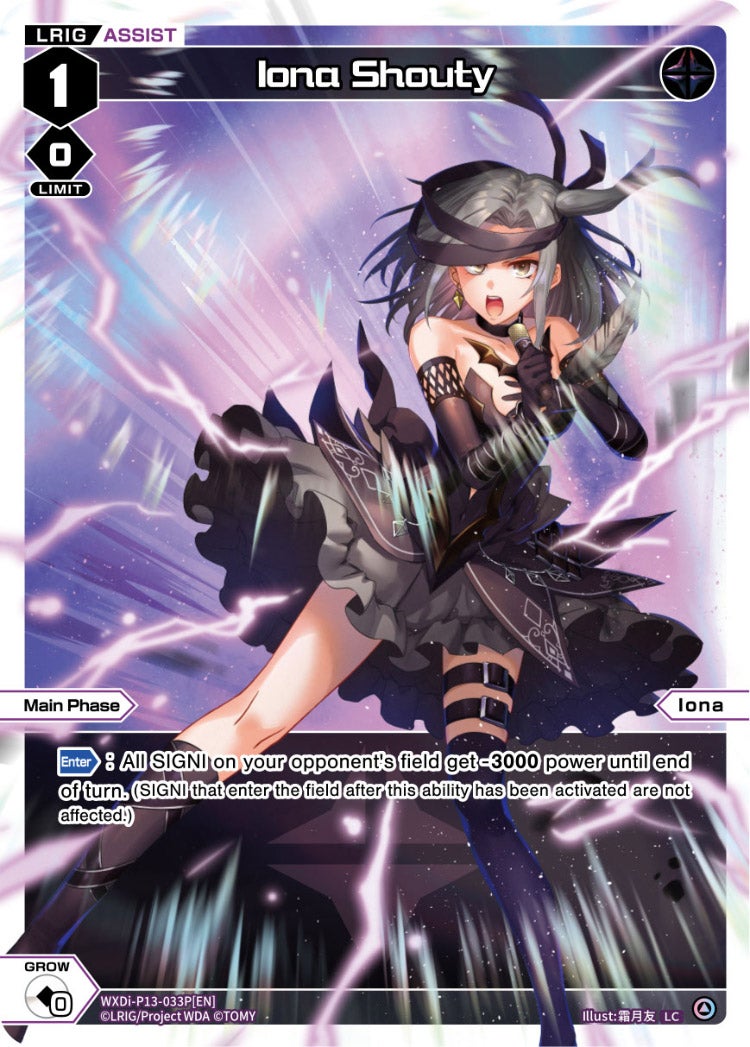 LRIG ASSIST
1
Iona Shouty
0
LIMIT
Main Phase
Iona
Enter : All SIGNI on your opponent's field get -3000 power until end
of turn. (SIGNI that enter the field after this ability has been activated are not
affected.)
GROW
0
WXDi-P13-033P[EN]
©LRIG/Project WDA ©TOMY
Illust:霜月友 LC